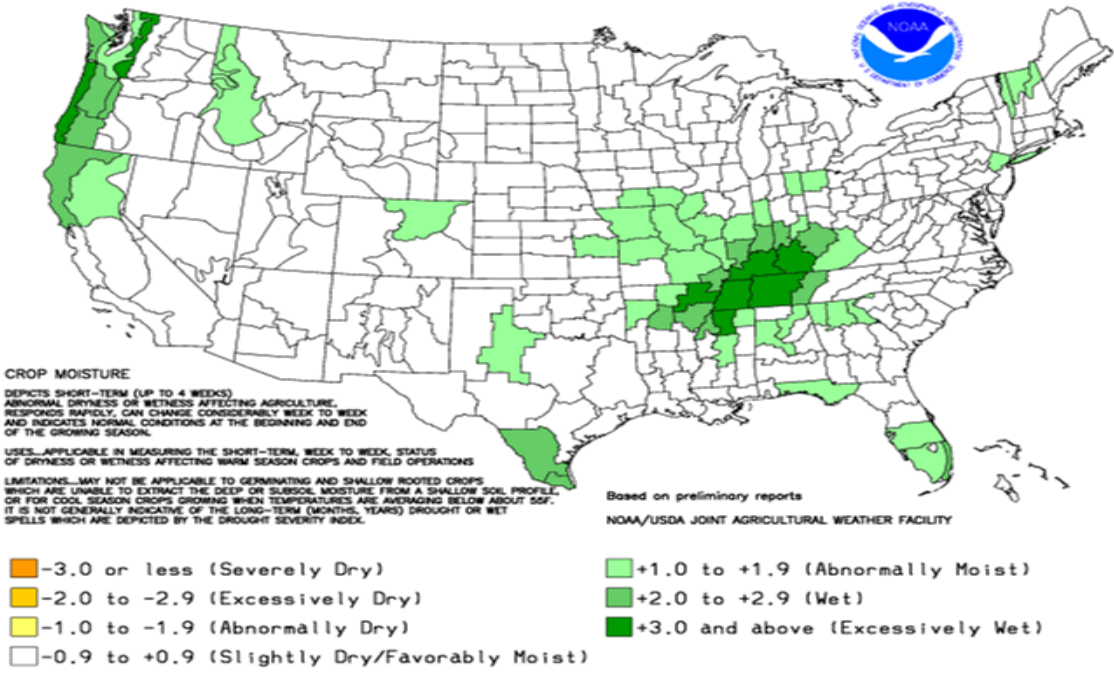 NATIONAL OCEANIC AND ATMOSPHERIC ADMINISTRATION
NOAA
U.S. DEPARTMENT OF COMMERCE
CROP MOISTURE
DEPICTS SHORT-TERM (UP TO 4 WEEKS)
ABNORMAL DRYNESS OR WETNESS AFFECTING AGRICULTURE,
RESPONDS RAPIDLY, CAN CHANGE CONSIDERABLY WEEK TO WEEK
AND INDICATES NORMAL CONDITIONS AT THE BEGINNING AND END
OF THE GROWING SEASON.
USES...APPLICABLE IN MEASURING THE SHORT-TERM, WEEK TO WEEK, STATUS
OF DRYNESS OR WETNESS AFFECTING WARM SEASON CROPS AND FIELD OPERATIONS
LIMITATIONS...MAY NOT BE APPLICABLE TO GERMINATING AND SHALLOW ROOTED CROPS
WHICH ARE UNABLE TO EXTRACT THE DEEP OR SUBSOIL MOISTURE FROM A SHALLOW SOIL PROFILE,
OR FOR COOL SEASON CROPS GROWING WHEN TEMPERATURES ARE AVERAGING BELOW ABOUT 55F.
IT IS NOT GENERALLY INDICATIVE OF THE LONG-TERM (MONTHS, YEARS) DROUGHT OR WET
SPELLS WHICH ARE DEPICTED BY THE DROUGHT SEVERITY INDEX.
Based on preliminary reports
NOAA/USDA JOINT AGRICULTURAL WEATHER FACILITY
-3.0 or less (Severely Dry)
-2.0 to -2.9 (Excessively Dry)
-1.0 to -1.9 (Abnormally Dry)
-0.9 to +0.9 (Slightly Dry/Favorably Moist)
+1.0 to +1.9 (Abnormally Moist)
+2.0 to +2.9 (Wet)
+3.0 and above (Excessively Wet)